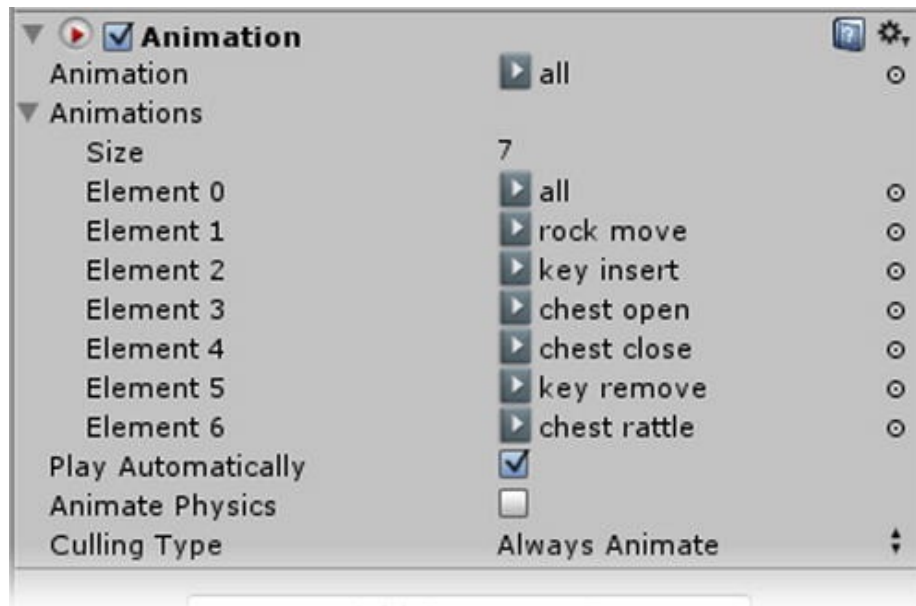 Animation
Animation all
Animations
Size 7
Element 0 all
Element 1 rock move
Element 2 key insert
Element 3 chest open
Element 4 chest close
Element 5 key remove
Element 6 chest rattle
Play Automatically
Animate Physics
Culling Type Always Animate